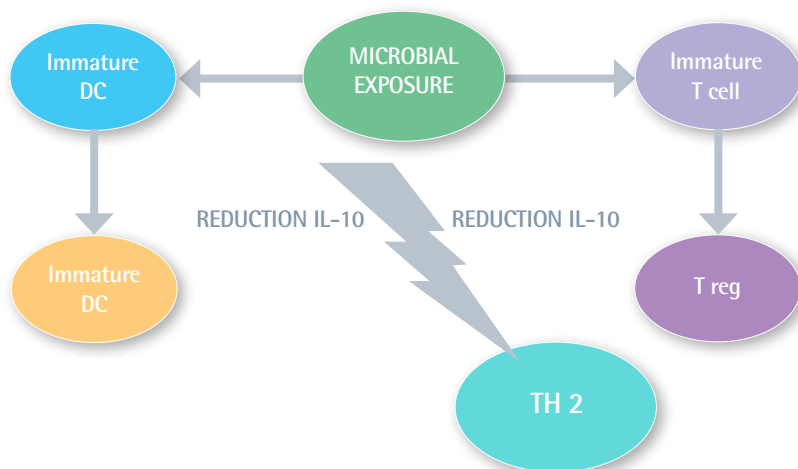 Immature
DC
MICROBIAL
EXPOSURE
Immature
T cell
REDUCTION IL-10
REDUCTION IL-10
Immature
DC
T reg
TH 2